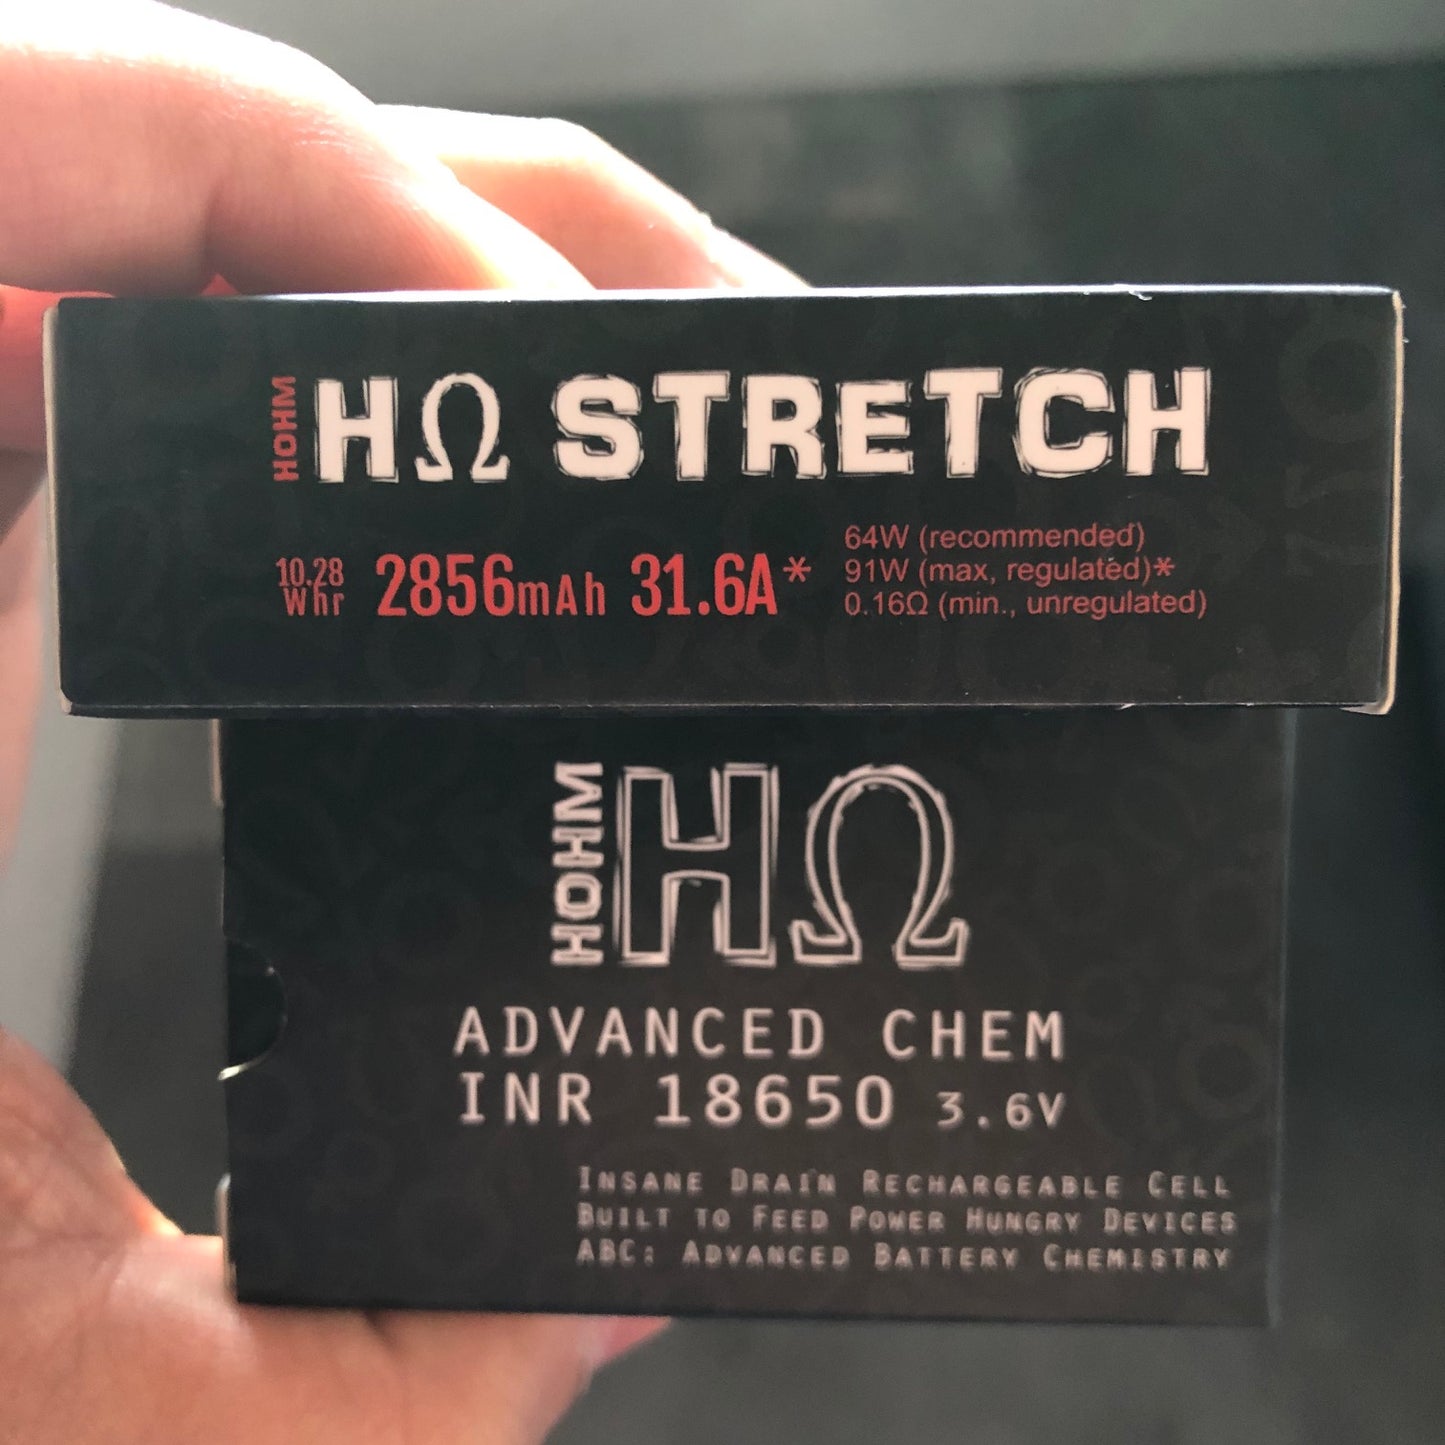 HOHM
HΩ STRETCH
10.28 Whr 2856mAh 31.6A*
64W (recommended)
91W (max, regulated)*
0.16Ω (min., unregulated)
HOHM
HΩ
ADVANCED CHEM
INR 18650 3.6V
INSANE DRAIN RECHARGEABLE CELL
BUILT TO FEED POWER HUNGRY DEVICES
ABC: ADVANCED BATTERY CHEMISTRY